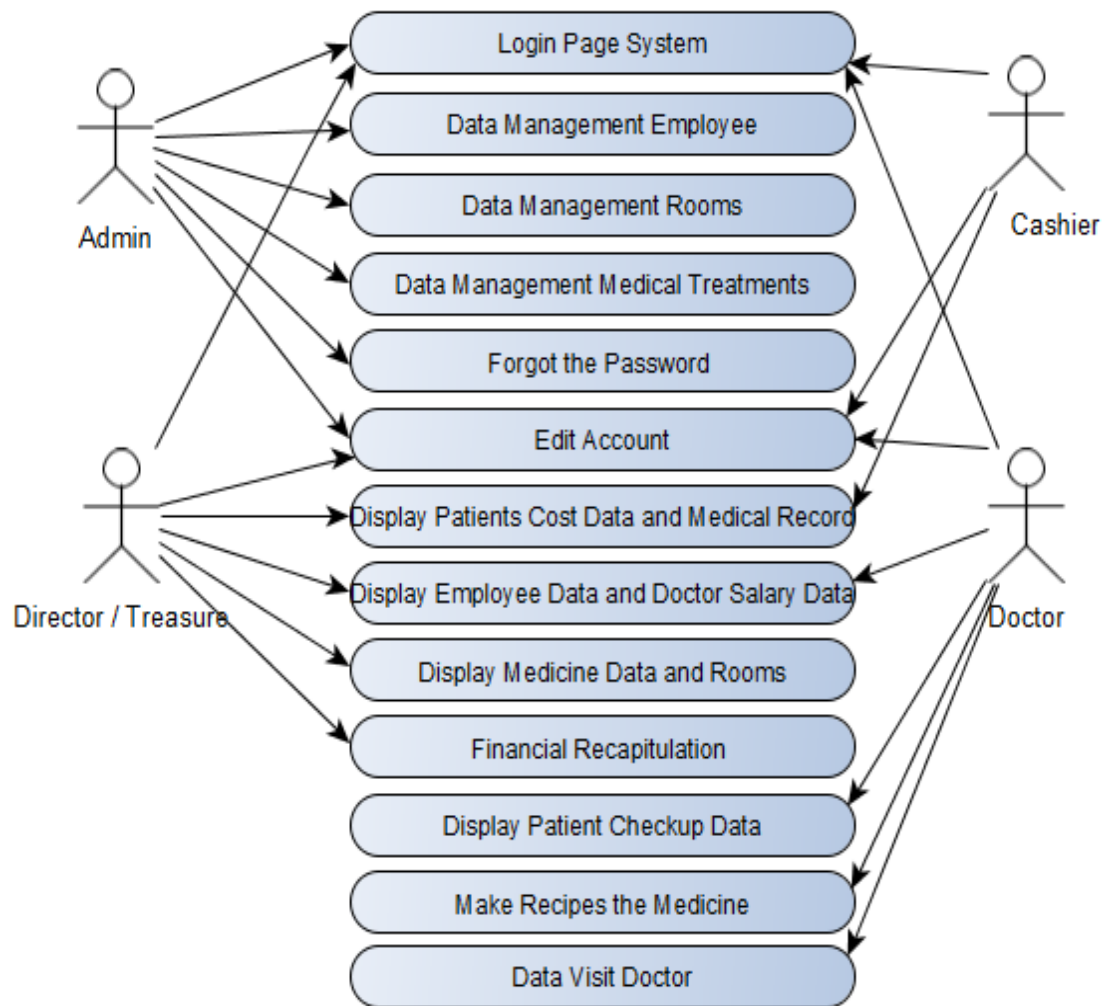 Login Page System
Data Management Employee
Data Management Rooms
Admin
Cashier
Data Management Medical Treatments
Forgot the Password
Edit Account
Display Patients Cost Data and Medical Record
Display Employee Data and Doctor Salary Data
Director / Treasure
Doctor
Display Medicine Data and Rooms
Financial Recapitulation
Display Patient Checkup Data
Make Recipes the Medicine
Data Visit Doctor